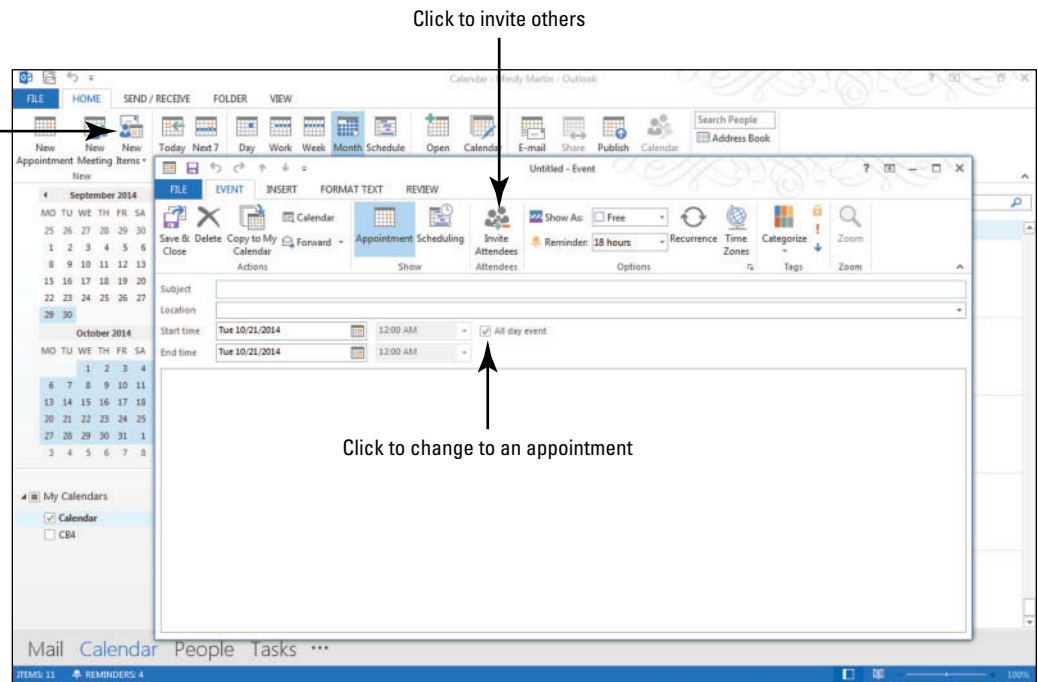 Click to invite others
Calendar - Mindy Martin - Outlook
FILE HOME SEND / RECEIVE FOLDER VIEW
New Appointment
New Meeting
New Items
Today
Next 7
Day
Work
Week
Month
Schedule
Open
Calendar
E-mail
Share
Publish
Calendar
Search People
Address Book
New
Untitled - Event
FILE EVENT INSERT FORMAT TEXT REVIEW
Save & Close
Delete
Copy to My Calendar
Calendar
Forward
Appointment
Scheduling
Invite Attendees
Show As: Free
Reminder: 18 hours
Recurrence
Time Zones
Categorize
Zoom
Actions Show Attendees Options Tags Zoom
Subject
Location
Start time Tue 10/21/2014 12:00 AM All day event
End time Tue 10/21/2014 12:00 AM
Click to change to an appointment
September 2014
MO TU WE TH FR SA
25 26 27 28 29 30
1 2 3 4 5 6
8 9 10 11 12 13
15 16 17 18 19 20
22 23 24 25 26 27
29 30
October 2014
MO TU WE TH FR SA
1 2 3 4
6 7 8 9 10 11
13 14 15 16 17 18
20 21 22 23 24 25
27 28 29 30 31 1
3 4 5 6 7 8
My Calendars
Calendar
CB4
Mail Calendar People Tasks
ITEMS: 11 REMINDERS: 4 100%